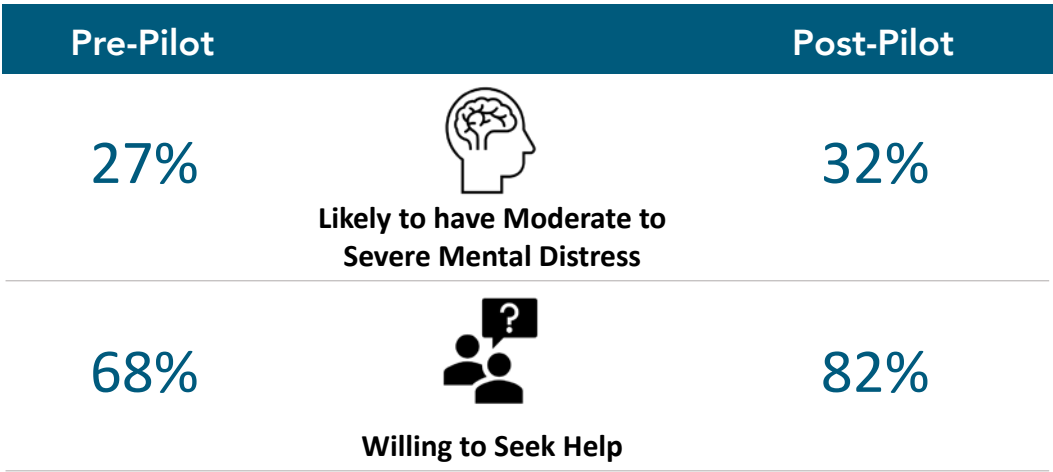 Pre-Pilot Post-Pilot
27% 32%
Likely to have Moderate to
Severe Mental Distress
?
68% 82%
Willing to Seek Help